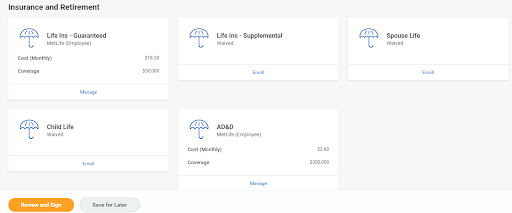 Insurance and Retirement
Life Ins - Guaranteed
MetLife (Employee)
Cost (Monthly) $18.50
Coverage $50,000
Manage
Life Ins - Supplemental
Waived
Enroll
Spouse Life
Waived
Enroll
Child Life
Waived
Enroll
AD&D
MetLife (Employee)
Cost (Monthly) $3.60
Coverage $300,000
Manage
Review and Sign
Save for Later